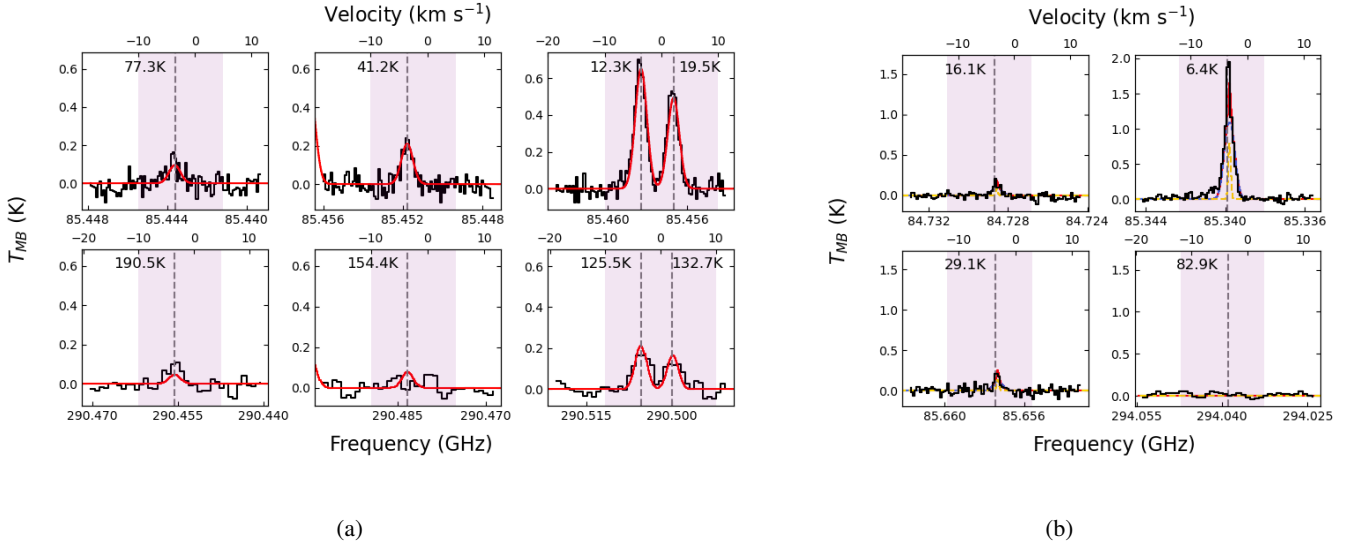 Velocity (km s⁻¹)
−10 0 10
−10 0 10
−20 −10 0 10
77.3K
41.2K
12.3K 19.5K
0.6
0.4
0.2
0.0
0.6
0.4
0.2
0.0
0.6
0.4
0.2
0.0
85.448 85.444 85.440
85.456 85.452 85.448
85.460 85.456
−20 −10 0 10
−10 0 10
−10 0 10
190.5K
154.4K
125.5K 132.7K
0.6
0.4
0.2
0.0
0.6
0.4
0.2
0.0
0.6
0.4
0.2
0.0
290.470 290.455 290.440
290.485 290.470
290.515 290.500
T_MB (K)
Frequency (GHz)
(a)
Velocity (km s⁻¹)
−10 0 10
−10 0 10
16.1K
6.4K
1.5
1.0
0.5
0.0
2.0
1.5
1.0
0.5
0.0
84.732 84.728 84.724
85.344 85.340 85.336
−10 0 10
−20 −10 0 10
29.1K
82.9K
1.5
1.0
0.5
0.0
2.0
1.5
1.0
0.5
0.0
85.660 85.656
294.055 294.040 294.025
T_MB (K)
Frequency (GHz)
(b)